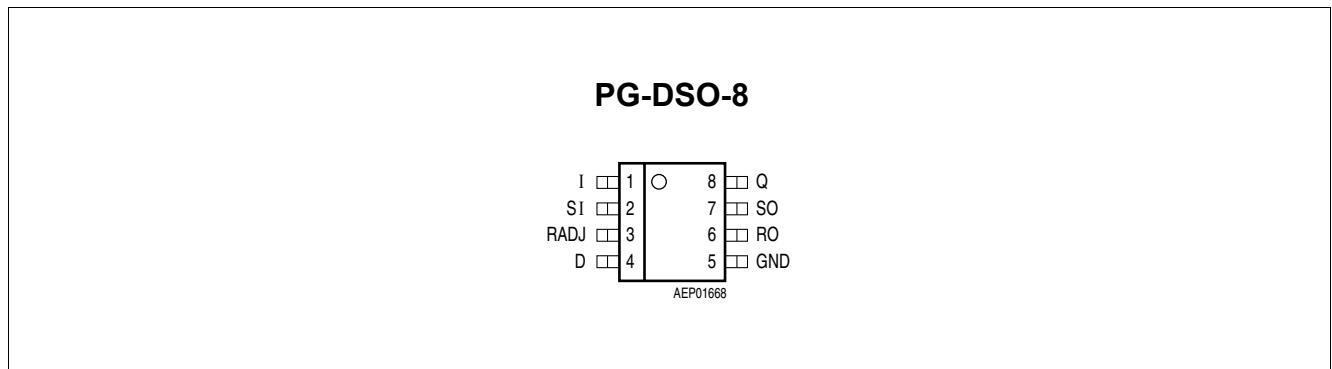 PG-DSO-8
I 1 8 Q
SI 2 7 SO
RADJ 3 6 RO
D 4 5 GND
AEP01668